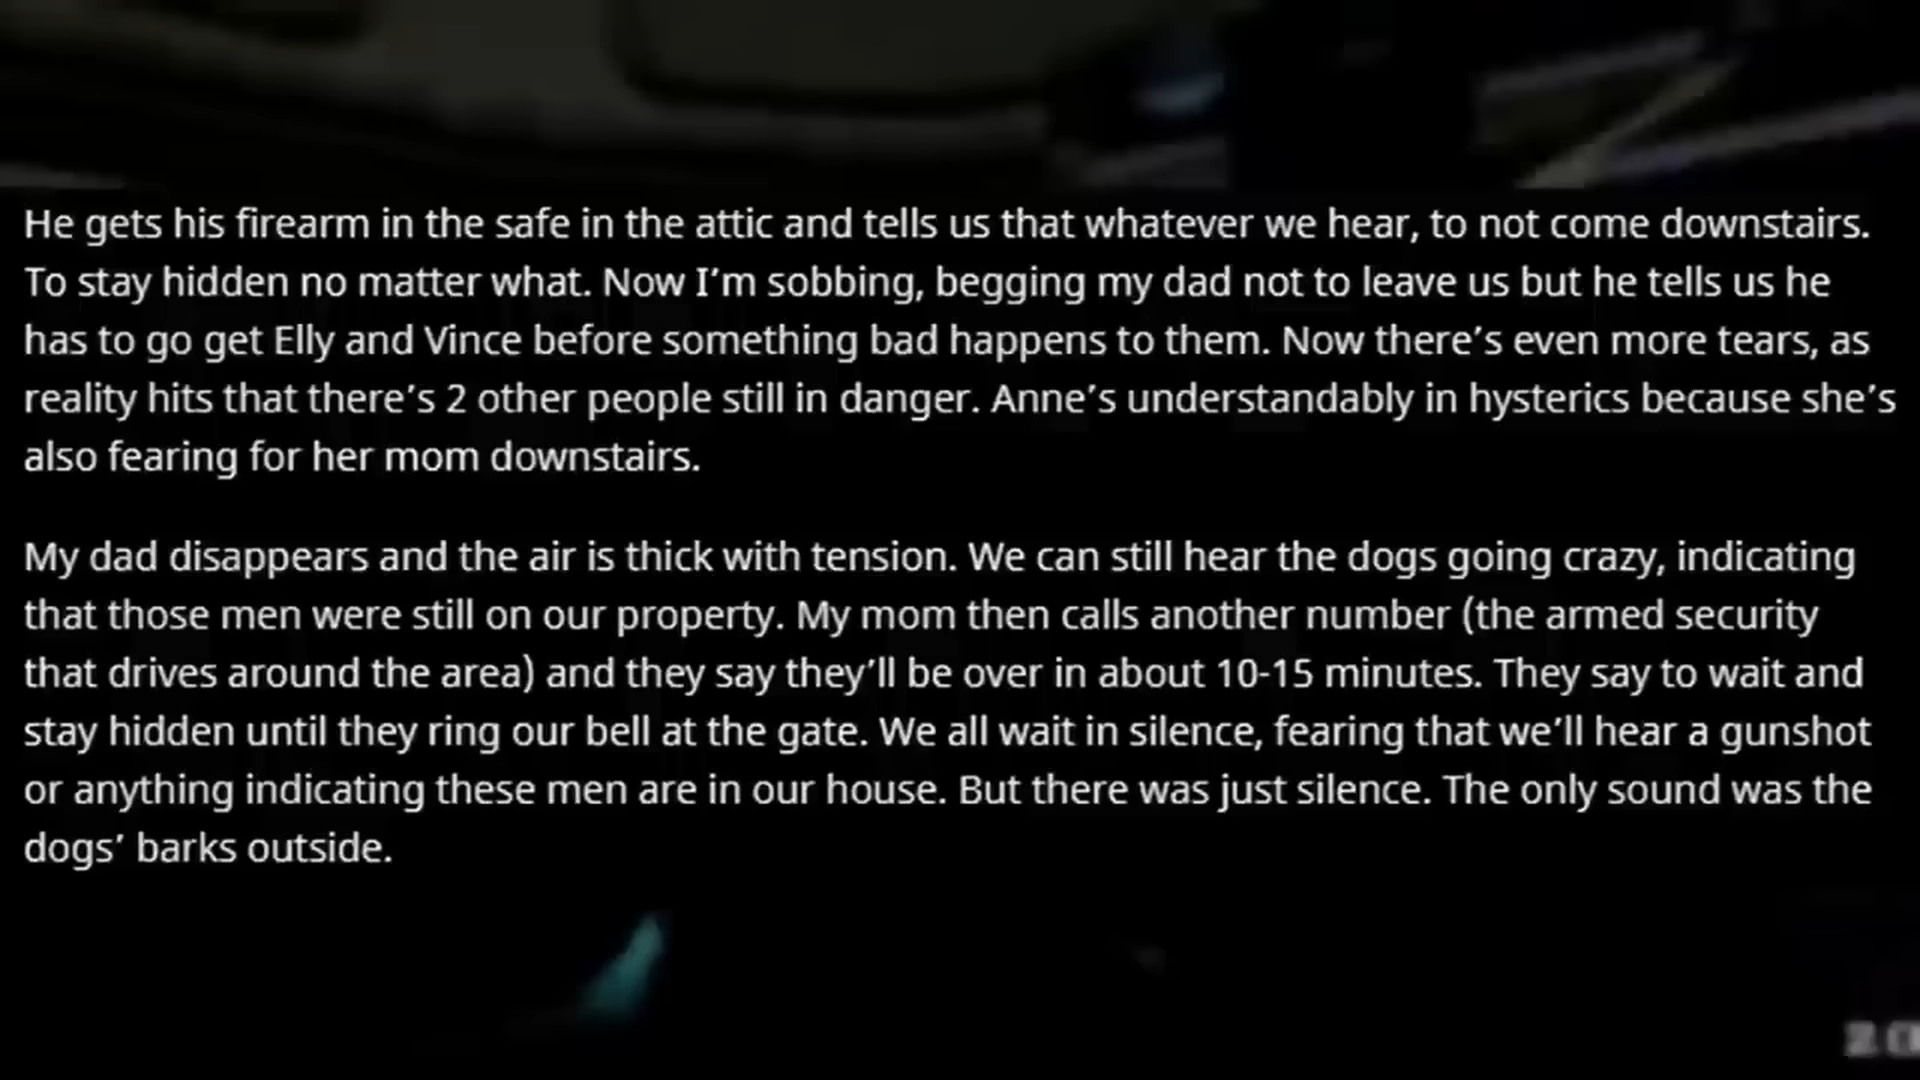 He gets his firearm in the safe in the attic and tells us that whatever we hear, to not come downstairs.
To stay hidden no matter what. Now I’m sobbing, begging my dad not to leave us but he tells us he
has to go get Elly and Vince before something bad happens to them. Now there’s even more tears, as
reality hits that there’s 2 other people still in danger. Anne’s understandably in hysterics because she’s
also fearing for her mom downstairs.
My dad disappears and the air is thick with tension. We can still hear the dogs going crazy, indicating
that those men were still on our property. My mom then calls another number (the armed security
that drives around the area) and they say they’ll be over in about 10-15 minutes. They say to wait and
stay hidden until they ring our bell at the gate. We all wait in silence, fearing that we’ll hear a gunshot
or anything indicating these men are in our house. But there was just silence. The only sound was the
dogs’ barks outside.